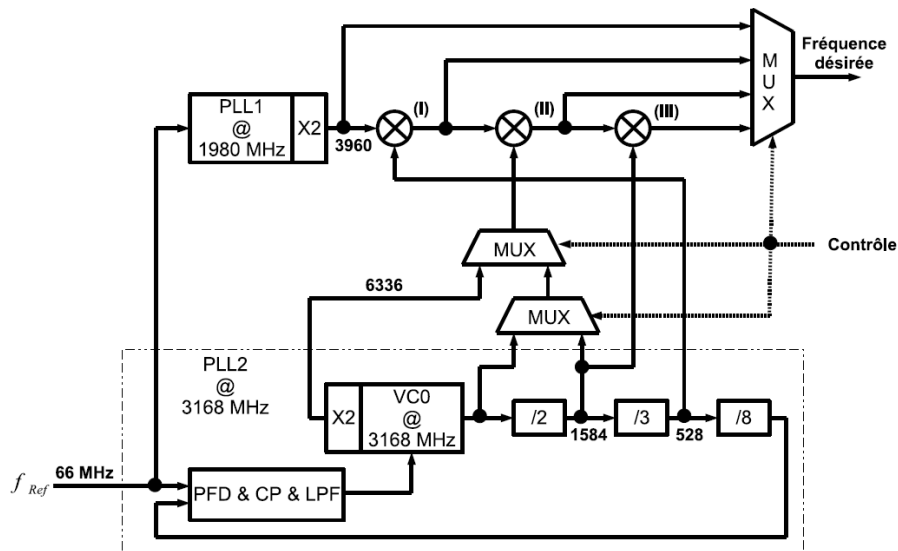 Fréquence
désirée
MUX
PLL1
@
1980 MHz
X2
3960
(I)
(II)
(III)
MUX
Contrôle
6336
MUX
PLL2
@
3168 MHz
X2
VC0
@
3168 MHz
/2
1584
/3
528
/8
f Ref
66 MHz
PFD & CP & LPF